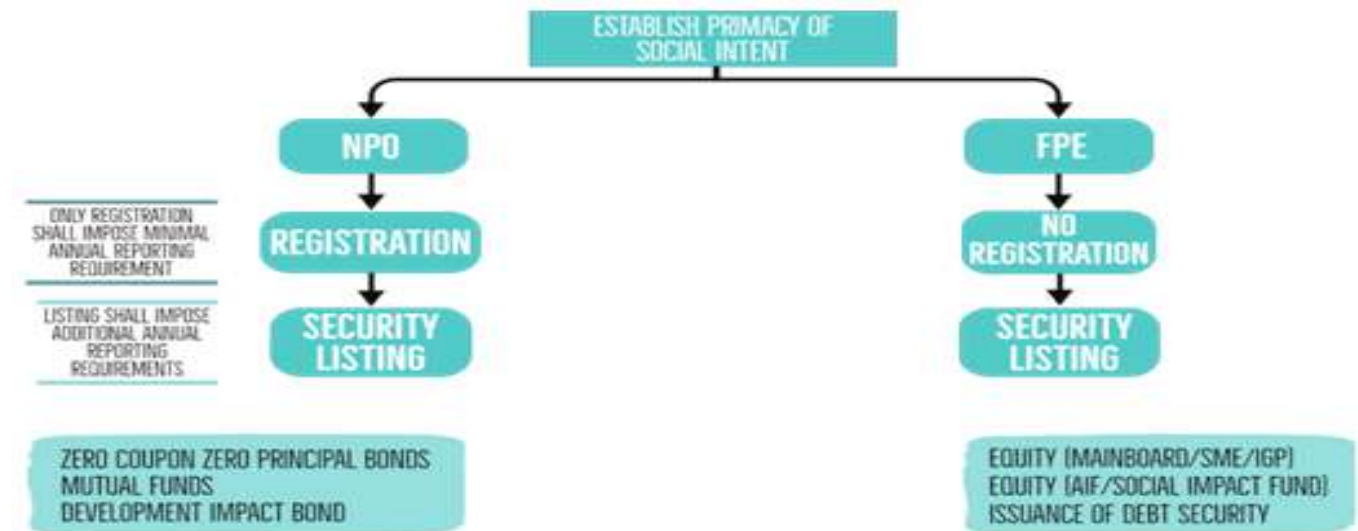 ESTABLISH PRIMACY OF
SOCIAL INTENT
NPO
FPE
ONLY REGISTRATION
SHALL IMPOSE MINIMAL
ANNUAL REPORTING
REQUIREMENT
REGISTRATION
NO
REGISTRATION
LISTING SHALL IMPOSE
ADDITIONAL ANNUAL
REPORTING
REQUIREMENTS
SECURITY
LISTING
SECURITY
LISTING
ZERO COUPON ZERO PRINCIPAL BONDS
MUTUAL FUNDS
DEVELOPMENT IMPACT BOND
EQUITY (MAINBOARD/SME/IGP)
EQUITY (AIF/SOCIAL IMPACT FUND)
ISSUANCE OF DEBT SECURITY